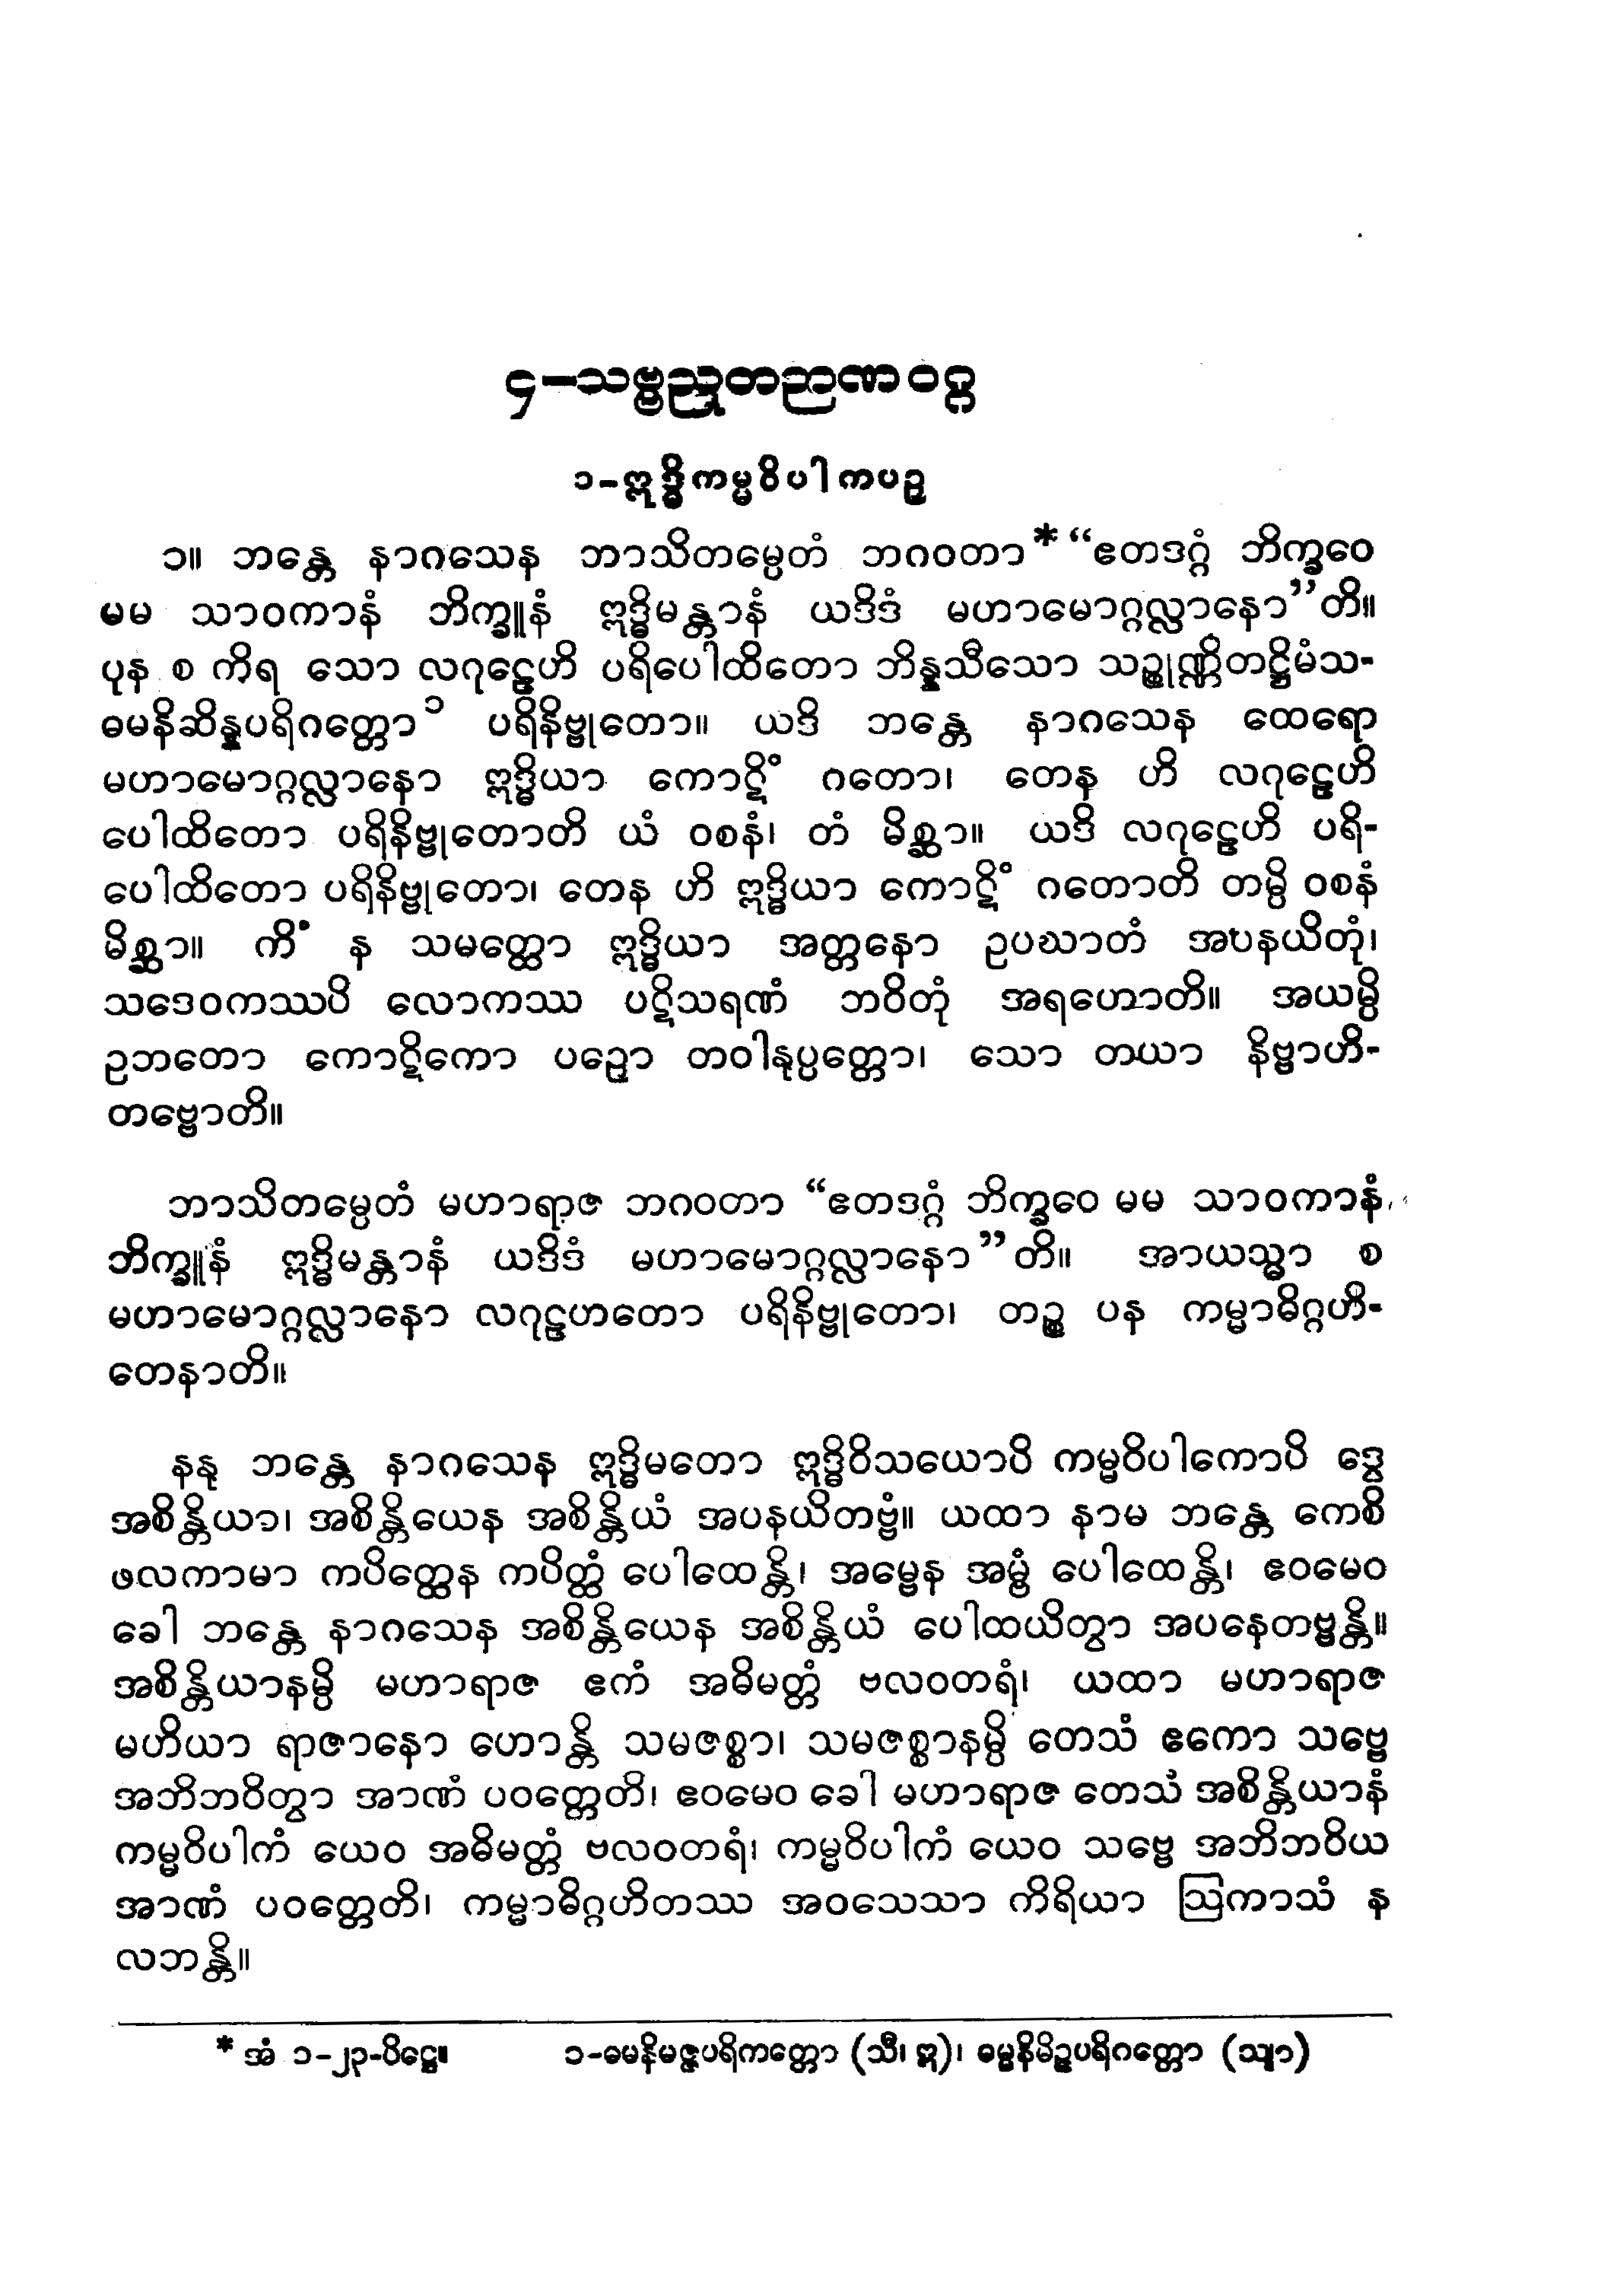 ၄−သဗ္ဗညုတဉာဏဝဂ္ဂ
၁−ဣဒ္ဓိကမ္မဝိပါကပဉှ
၁။ ဘန္တေ နာဂသေန ဘာသိတမ္ပေတံ ဘဂဝတာ* “ဧတဒဂ္ဂံ ဘိက္ခဝေ
မမ သာဝကာနံ ဘိက္ခူနံ ဣဒ္ဓိမန္တာနံ ယဒိဒံ မဟာမောဂ္ဂလ္လာနော”တိ။
ပုန စ ကိရ သော လဂုဠေဟိ ပရိပေါထိတော ဘိန္နသီသော သဉ္စုဏ္ဏိတဋ္ဌိမံသ-
ဓမနိဆိန္နပရိဂတ္တော၁ ပရိနိဗ္ဗုတော။ ယဒိ ဘန္တေ နာဂသေန ထေရော
မဟာမောဂ္ဂလ္လာနော ဣဒ္ဓိယာ ကောဋိံ ဂတော၊ တေန ဟိ လဂုဠေဟိ
ပေါထိတော ပရိနိဗ္ဗုတောတိ ယံ ဝစနံ၊ တံ မိစ္ဆာ။ ယဒိ လဂုဠေဟိ ပရိ-
ပေါထိတော ပရိနိဗ္ဗုတော၊ တေန ဟိ ဣဒ္ဓိယာ ကောဋိံ ဂတောတိ တမ္ပိ ဝစနံ
မိစ္ဆာ။ ကိံ န သမတ္ထော ဣဒ္ဓိယာ အတ္တနော ဥပဃာတံ အပနယိတုံ၊
သဒေဝကဿပိ လောကဿ ပဋိသရဏံ ဘဝိတုံ အရဟောတိ။ အယမ္ပိ
ဥဘတော ကောဋိကော ပဉှော တဝါနုပ္ပတ္တော၊ သော တယာ နိဗ္ဗာဟိ-
တဗ္ဗောတိ။
ဘာသိတမ္ပေတံ မဟာရာဇ ဘဂဝတာ “ဧတဒဂ္ဂံ ဘိက္ခဝေ မမ သာဝကာနံ
ဘိက္ခူနံ ဣဒ္ဓိမန္တာနံ ယဒိဒံ မဟာမောဂ္ဂလ္လာနော”တိ။ အာယသ္မာ စ
မဟာမောဂ္ဂလ္လာနော လဂုဠဟတော ပရိနိဗ္ဗုတော၊ တဉ္စ ပန ကမ္မာဓိဂ္ဂဟိ-
တေနာတိ။
နနု ဘန္တေ နာဂသေန ဣဒ္ဓိမတော ဣဒ္ဓိဝိသယောပိ ကမ္မဝိပါကောပိ ဒွေ
အစိန္တိယာ၊ အစိန္တိယေန အစိန္တိယံ အပနယိတဗ္ဗံ။ ယထာ နာမ ဘန္တေ ကေစိ
ဖလကာမာ ကပိတ္ထေန ကပိတ္ထံ ပေါထေန္တိ၊ အမ္ဗေန အမ္ဗံ ပေါထေန္တိ၊ ဧဝမေဝ
ခေါ ဘန္တေ နာဂသေန အစိန္တိယေန အစိန္တိယံ ပေါထယိတွာ အပနေတဗ္ဗန္တိ။
အစိန္တိယာနမ္ပိ မဟာရာဇ ဧကံ အဓိမတ္တံ ဗလဝတရံ၊ ယထာ မဟာရာဇ
မဟိယာ ရာဇာနော ဟောန္တိ သမဇစ္စာ၊ သမဇစ္စာနမ္ပိ တေသံ ဧကော သဗ္ဗေ
အဘိဘဝိတွာ အာဏံ ပဝတ္တေတိ၊ ဧဝမေဝ ခေါ မဟာရာဇ တေသံ အစိန္တိယာနံ
ကမ္မဝိပါကံ ယေဝ အဓိမတ္တံ ဗလဝတရံ၊ ကမ္မဝိပါကံ ယေဝ သဗ္ဗေ အဘိဘဝိယ
အာဏံ ပဝတ္တေတိ၊ ကမ္မာဓိဂ္ဂဟိတဿ အဝသေသာ ကိရိယာ ဩကာသံ န
လဘန္တိ။
* အံ ၁-၂၃-ပိဋ္ဌေ။ ၁-ဓမနိမဇ္ဇပရိကတ္တော (သီ၊ ဣ)၊ ဓမ္မနိမိဉ္ဇပရိဂတ္တော (သျာ)